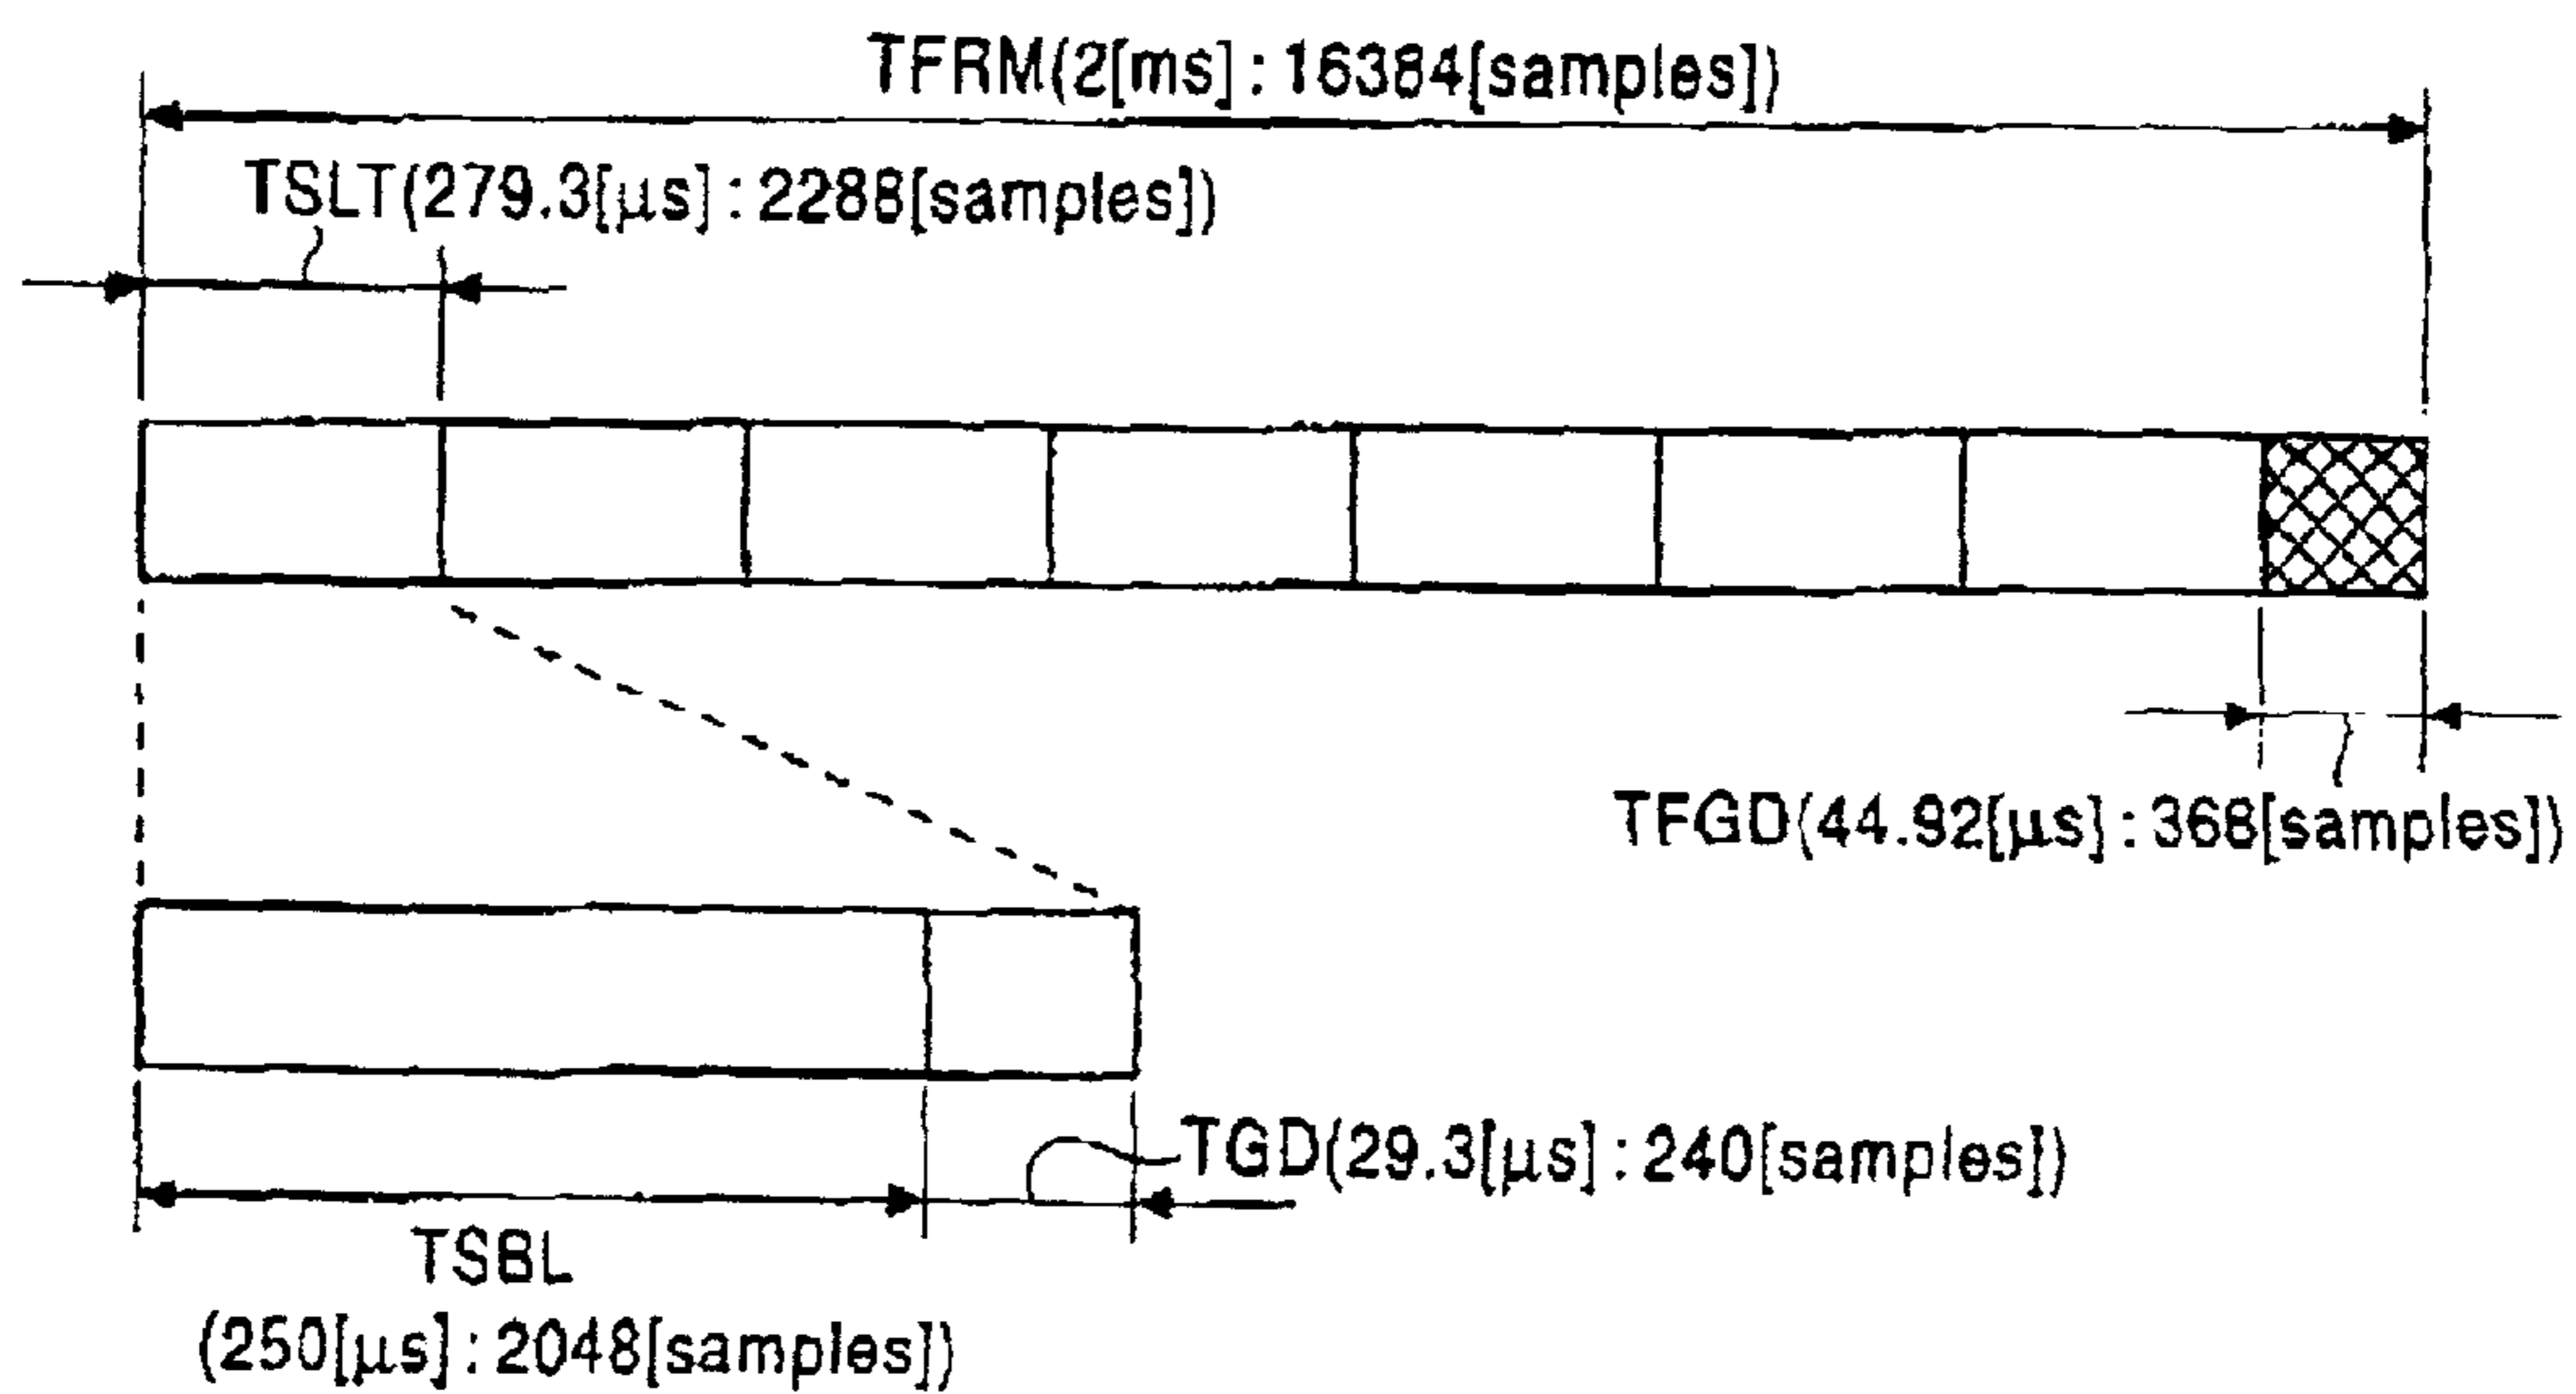 TFRM(2[ms]:16384[samples])
TSLT(279.3[μs]:2288[samples])
TFGD(44.92[μs]:368[samples])
TGD(29.3[μs]:240[samples])
TSBL
(250[μs]:2048[samples])